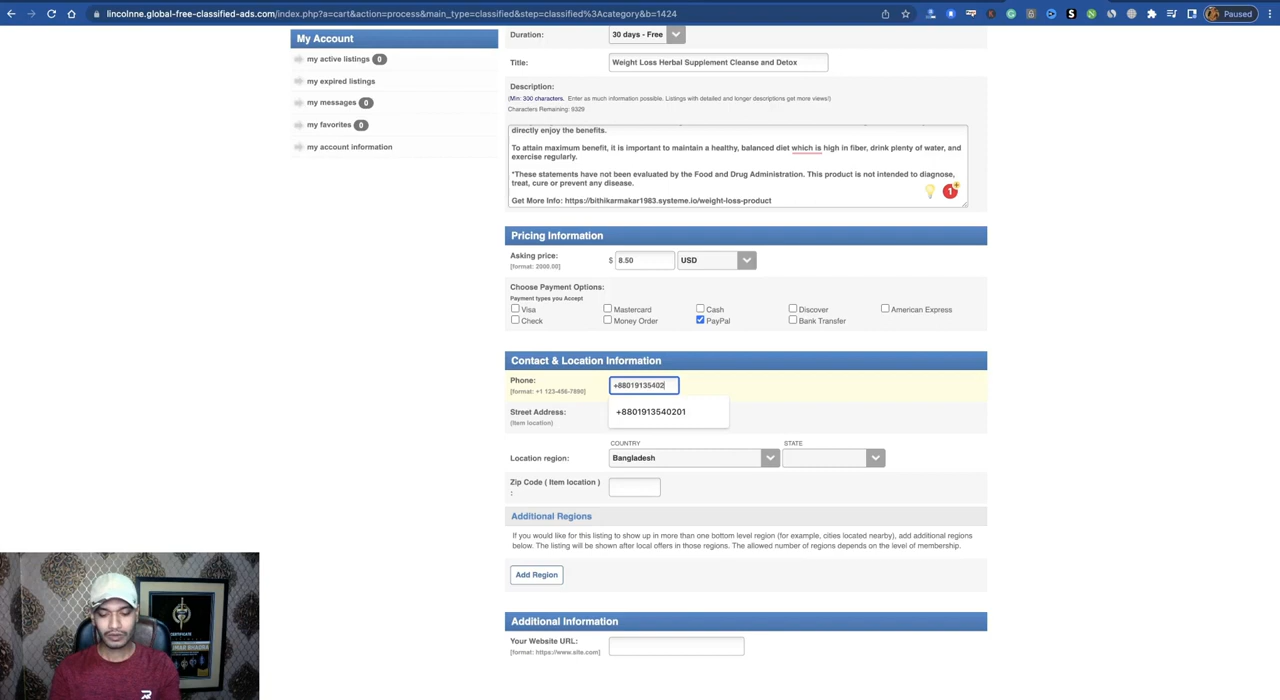 lincolnne.global-free-classified-ads.com/index.php?a=cart&action=process&main_type=classified&step=classified%3Acategory&b=1424
Paused
My Account
my active listings 0
my expired listings
my messages 0
my favorites 0
my account information
Duration: 30 days - Free
Title: Weight Loss Herbal Supplement Cleanse and Detox
Description:
(Min: 300 characters. Enter as much information possible. Listings with detailed and longer descriptions get more views!)
Characters Remaining: 9329
directly enjoy the benefits.
To attain maximum benefit, it is important to maintain a healthy, balanced diet which is high in fiber, drink plenty of water, and
exercise regularly.
*These statements have not been evaluated by the Food and Drug Administration. This product is not intended to diagnose,
treat, cure or prevent any disease.
1
Get More Info: https://bithikarmakar1983.systeme.io/weight-loss-product
Pricing Information
Asking price: $ 8.50 USD
[format: 2000.00]
Choose Payment Options:
Payment types you Accept
Visa Mastercard Cash Discover American Express
Check Money Order PayPal Bank Transfer
Contact & Location Information
Phone: +88019135402
[format: +1 123-456-7890]
+8801913540201
Street Address:
(Item location)
COUNTRY STATE
Location region: Bangladesh
Zip Code ( Item location )
:
Additional Regions
If you would like for this listing to show up in more than one bottom level region (for example, cities located nearby), add additional regions
below. The listing will be shown after local offers in those regions. The allowed number of regions depends on the level of membership.
Add Region
Additional Information
Your Website URL:
[format: https://www.site.com]
CERTIFICATE